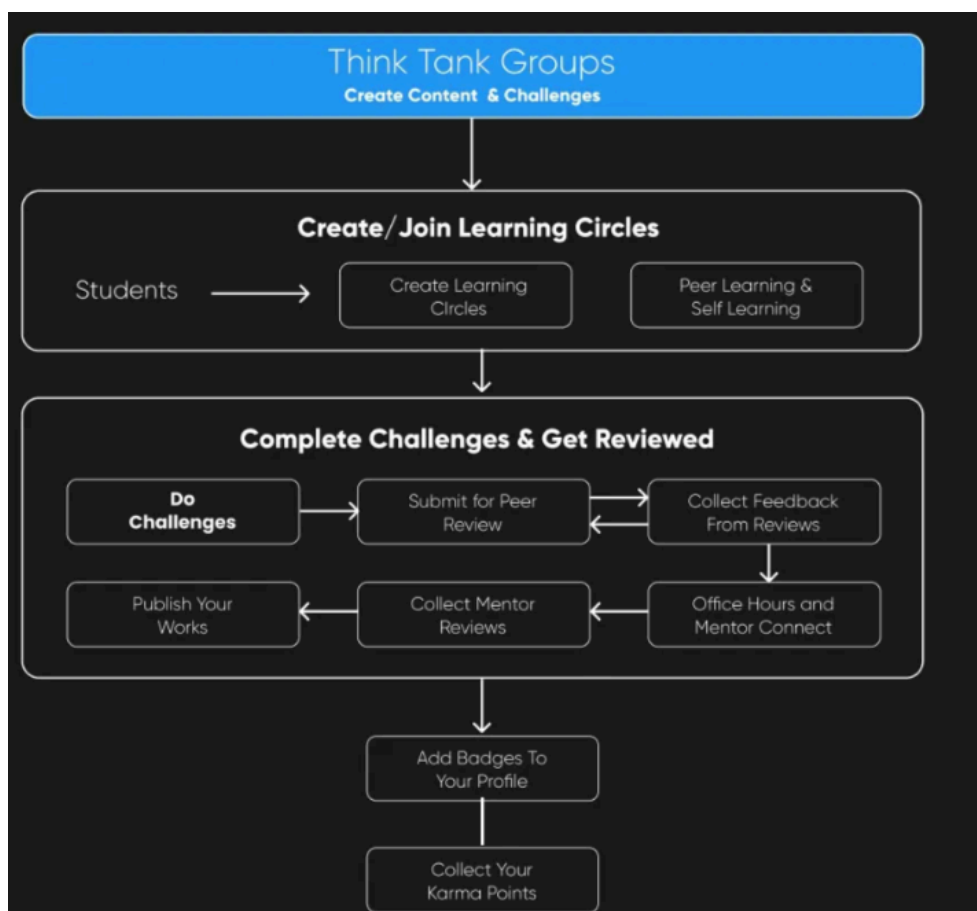 Think Tank Groups
Create Content & Challenges
Create/Join Learning Circles
Students
Create Learning
CIrcles
Peer Learning &
Self Learning
Complete Challenges & Get Reviewed
Do
Challenges
Submit for Peer
Review
Collect Feedback
From Reviews
Publish Your
Works
Collect Mentor
Reviews
Office Hours and
Mentor Connect
Add Badges To
Your Profile
Collect Your
Karma Points